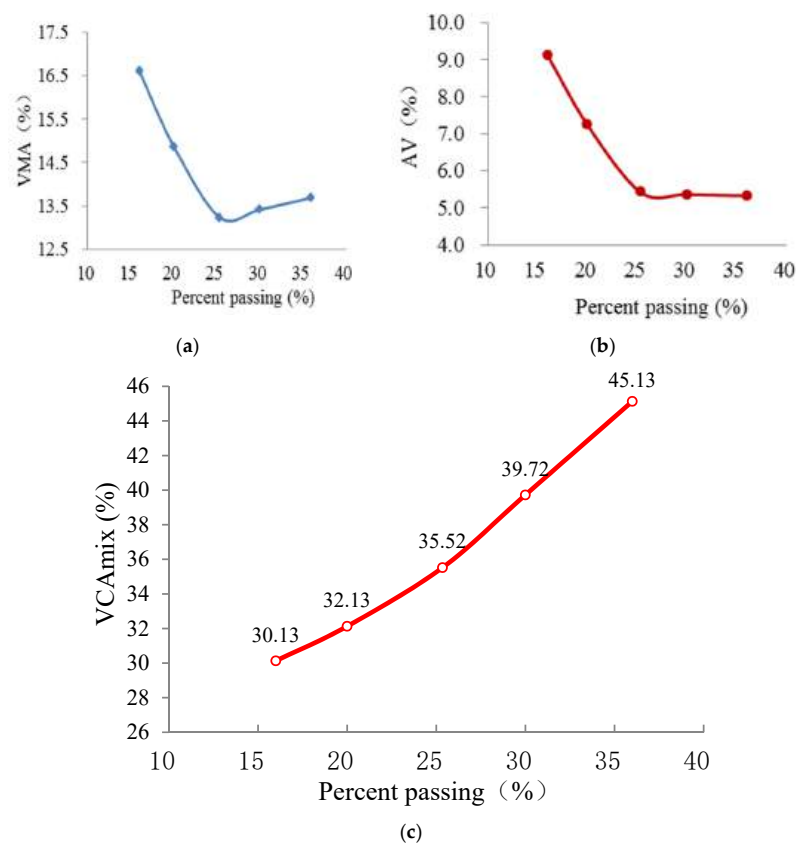 17.5
16.5
15.5
14.5
13.5
12.5
VMA（%）
10 15 20 25 30 35 40
Percent passing (%)
(a)
10.0
9.0
8.0
7.0
6.0
5.0
4.0
AV（%）
10 15 20 25 30 35 40
Percent passing (%)
(b)
46
44
42
40
38
36
34
32
30
28
26
VCAmix (%)
30.13
32.13
35.52
39.72
45.13
10 15 20 25 30 35 40
Percent passing（%）
(c)